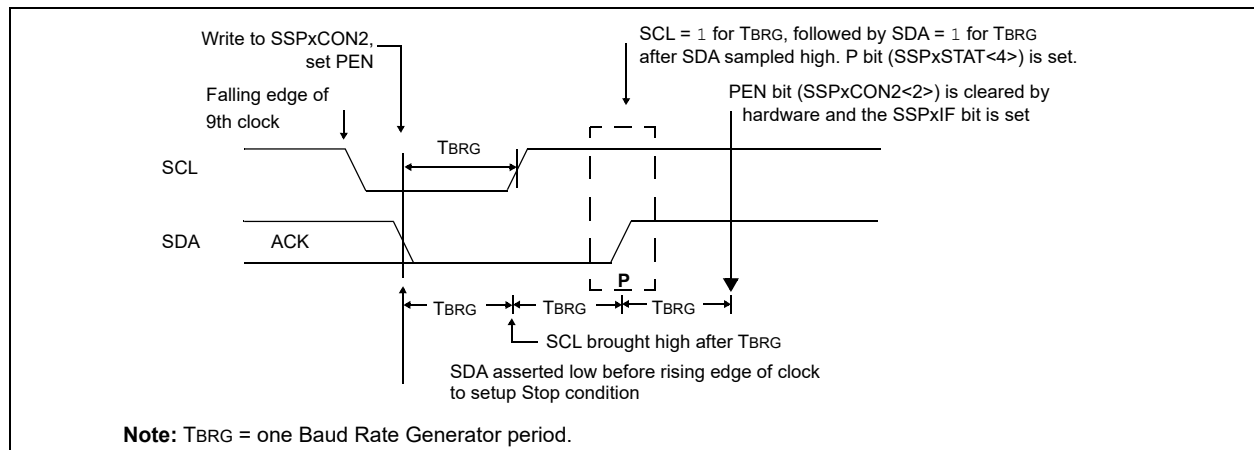 Write to SSPxCON2,
set PEN
SCL = 1 for TBRG, followed by SDA = 1 for TBRG
after SDA sampled high. P bit (SSPxSTAT<4>) is set.
PEN bit (SSPxCON2<2>) is cleared by
hardware and the SSPxIF bit is set
Falling edge of
9th clock
TBRG
SCL
SDA
ACK
P
TBRG
TBRG
TBRG
SCL brought high after TBRG
SDA asserted low before rising edge of clock
to setup Stop condition
Note: TBRG = one Baud Rate Generator period.